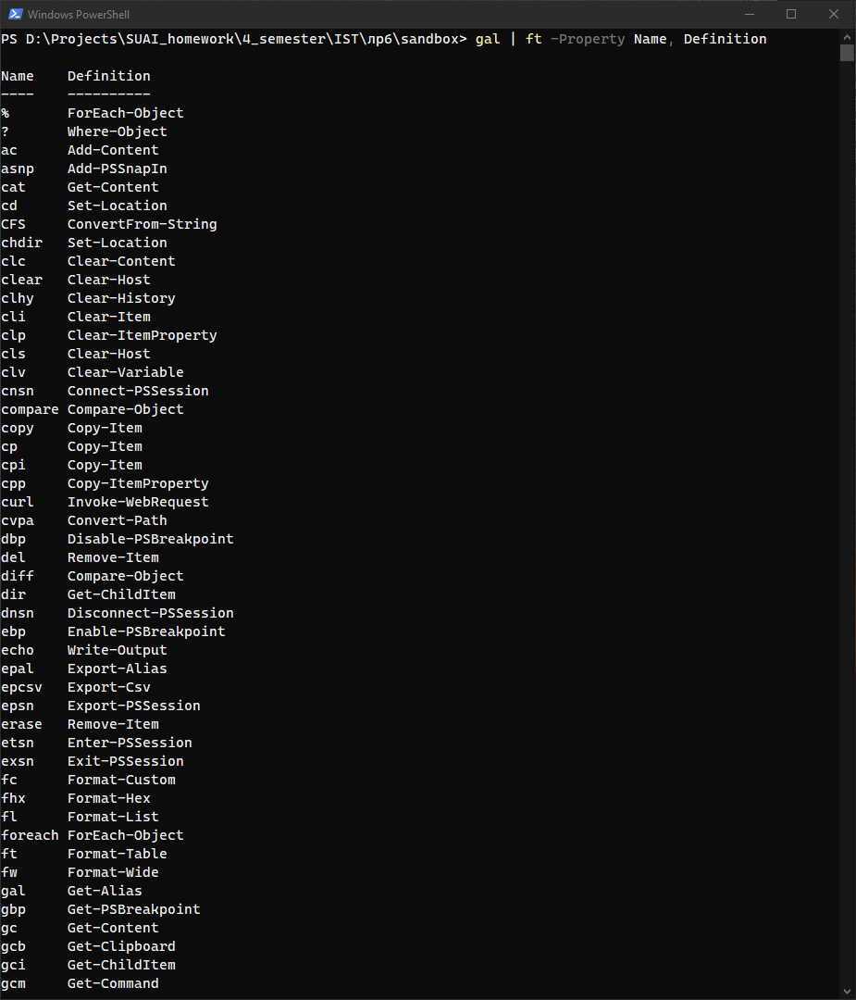 Windows PowerShell
PS D:\Projects\SUAI_homework\4_semester\IST\лр6\sandbox> gal | ft -Property Name, Definition
Name    Definition
----    ----------
%       ForEach-Object
?       Where-Object
ac      Add-Content
asnp    Add-PSSnapIn
cat     Get-Content
cd      Set-Location
CFS     ConvertFrom-String
chdir   Set-Location
clc     Clear-Content
clear   Clear-Host
clhy    Clear-History
cli     Clear-Item
clp     Clear-ItemProperty
cls     Clear-Host
clv     Clear-Variable
cnsn    Connect-PSSession
compare Compare-Object
copy    Copy-Item
cp      Copy-Item
cpi     Copy-Item
cpp     Copy-ItemProperty
curl    Invoke-WebRequest
cvpa    Convert-Path
dbp     Disable-PSBreakpoint
del     Remove-Item
diff    Compare-Object
dir     Get-ChildItem
dnsn    Disconnect-PSSession
ebp     Enable-PSBreakpoint
echo    Write-Output
epal    Export-Alias
epcsv   Export-Csv
epsn    Export-PSSession
erase   Remove-Item
etsn    Enter-PSSession
exsn    Exit-PSSession
fc      Format-Custom
fhx     Format-Hex
fl      Format-List
foreach ForEach-Object
ft      Format-Table
fw      Format-Wide
gal     Get-Alias
gbp     Get-PSBreakpoint
gc      Get-Content
gcb     Get-Clipboard
gci     Get-ChildItem
gcm     Get-Command